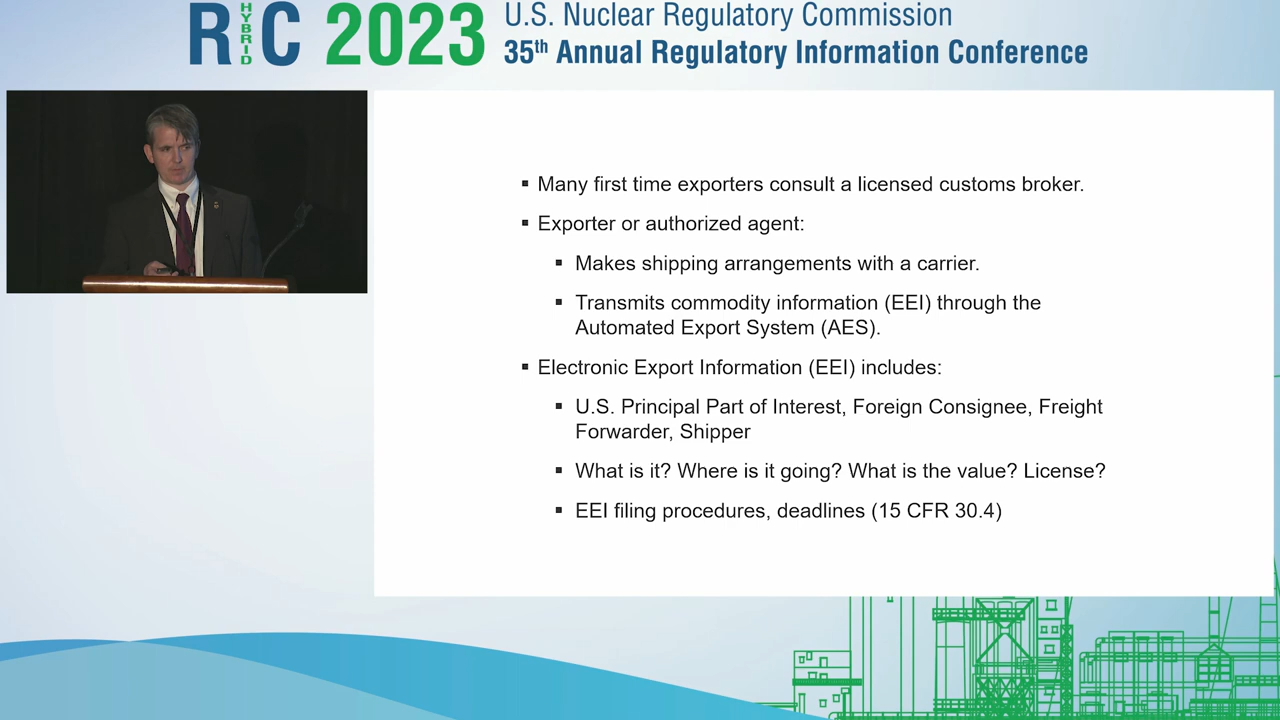 RIC 2023
HYBRID
U.S. Nuclear Regulatory Commission
35th Annual Regulatory Information Conference
▪ Many first time exporters consult a licensed customs broker.
▪ Exporter or authorized agent:
▪ Makes shipping arrangements with a carrier.
▪ Transmits commodity information (EEI) through the
Automated Export System (AES).
▪ Electronic Export Information (EEI) includes:
▪ U.S. Principal Part of Interest, Foreign Consignee, Freight
Forwarder, Shipper
▪ What is it? Where is it going? What is the value? License?
▪ EEI filing procedures, deadlines (15 CFR 30.4)